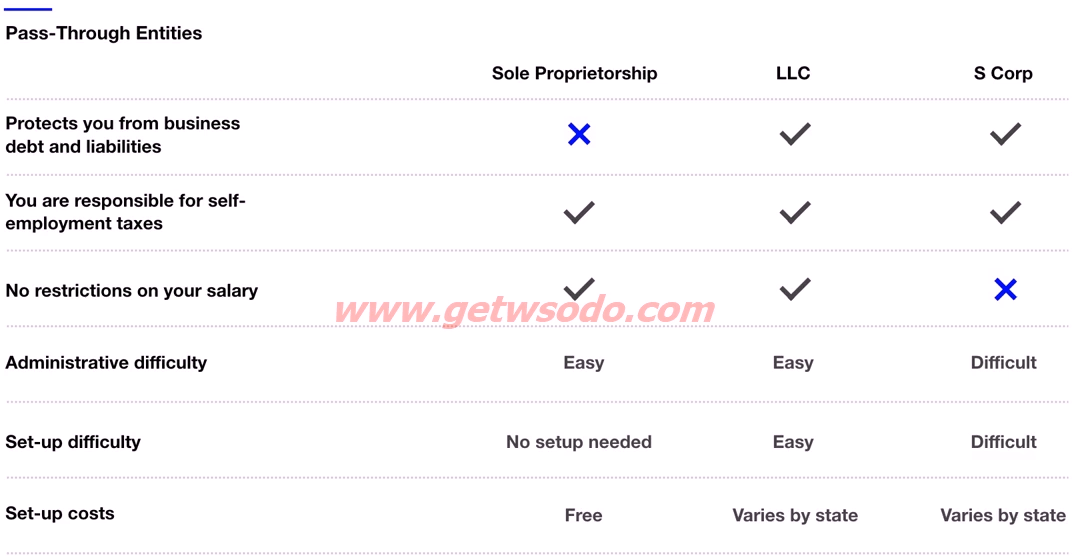 Pass-Through Entities
Sole Proprietorship LLC S Corp
Protects you from business
debt and liabilities
You are responsible for self-
employment taxes
No restrictions on your salary
www.getwsodo.com
Administrative difficulty Easy Easy Difficult
Set-up difficulty No setup needed Easy Difficult
Set-up costs Free Varies by state Varies by state